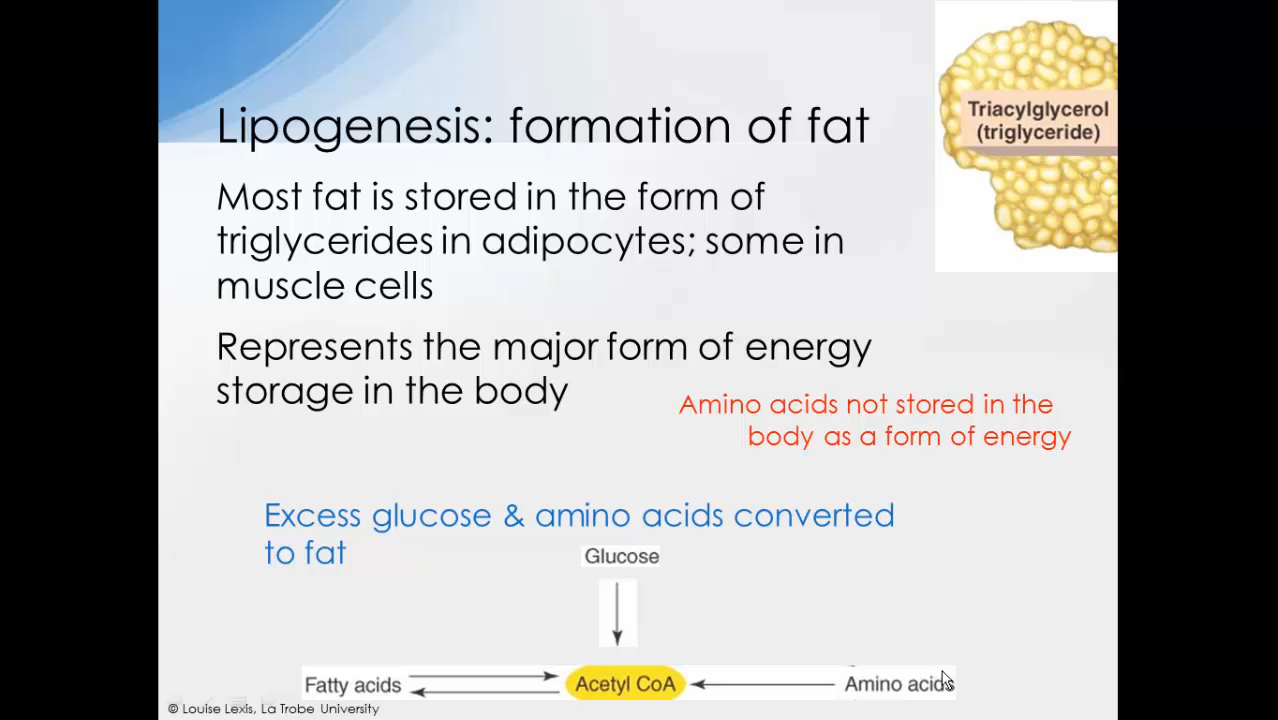 Lipogenesis: formation of fat
Triacylglycerol
(triglyceride)
Most fat is stored in the form of
triglycerides in adipocytes; some in
muscle cells
Represents the major form of energy
storage in the body
Amino acids not stored in the
body as a form of energy
Excess glucose & amino acids converted
to fat
Glucose
Fatty acids
Acetyl CoA
Amino acids
© Louise Lexis, La Trobe University